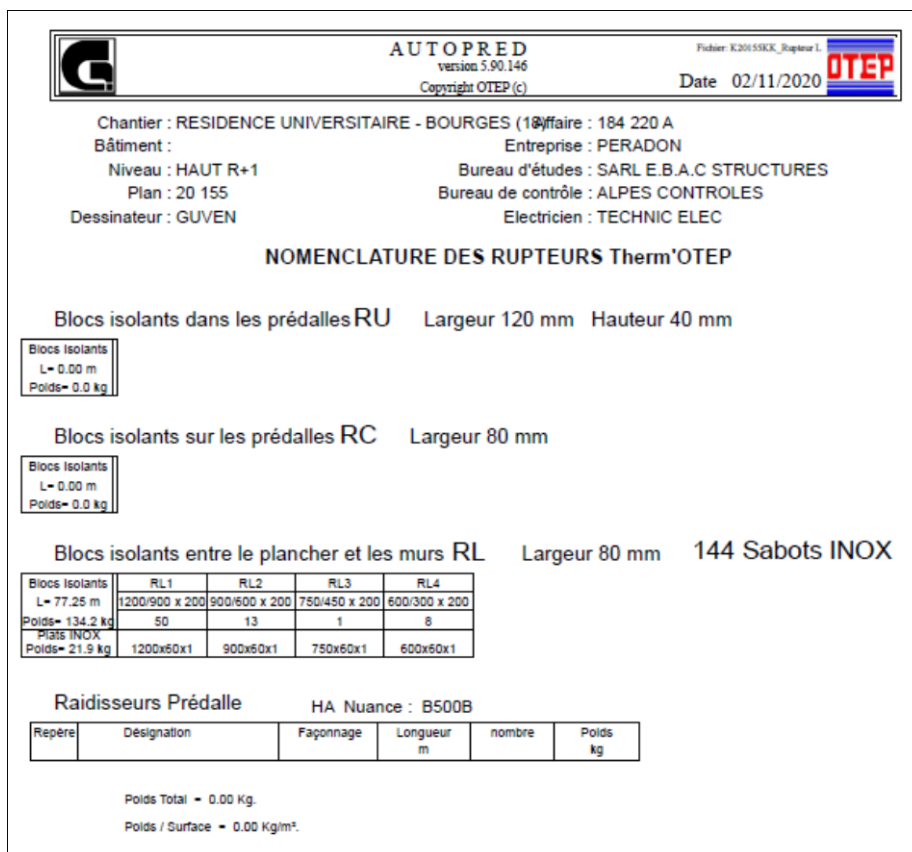 AUTOPRED
version 5.90.146
Copyright OTEP (c)
Fichier: K20155KK_Rupteur L
Date 02/11/2020
OTEP
Chantier : RESIDENCE UNIVERSITAIRE - BOURGES (18)
Affaire : 184 220 A
Bâtiment :
Entreprise : PERADON
Niveau : HAUT R+1
Bureau d'études : SARL E.B.A.C STRUCTURES
Plan : 20 155
Bureau de contrôle : ALPES CONTROLES
Dessinateur : GUVEN
Electricien : TECHNIC ELEC
NOMENCLATURE DES RUPTEURS Therm'OTEP
Blocs isolants dans les prédalles RU Largeur 120 mm Hauteur 40 mm
Blocs Isolants
L= 0.00 m
Poids= 0.0 kg
Blocs isolants sur les prédalles RC Largeur 80 mm
Blocs Isolants
L= 0.00 m
Poids= 0.0 kg
Blocs isolants entre le plancher et les murs RL Largeur 80 mm 144 Sabots INOX
Blocs Isolants RL1 RL2 RL3 RL4
L= 77.25 m 1200/900 x 200 900/600 x 200 750/450 x 200 600/300 x 200
Poids= 134.2 kg 50 13 1 8
Plats INOX
Poids= 21.9 kg 1200x60x1 900x60x1 750x60x1 600x60x1
Raidisseurs Prédalle HA Nuance : B500B
Repère Désignation Façonnage Longueur nombre Poids
m kg
Poids Total = 0.00 Kg.
Poids / Surface = 0.00 Kg/m².